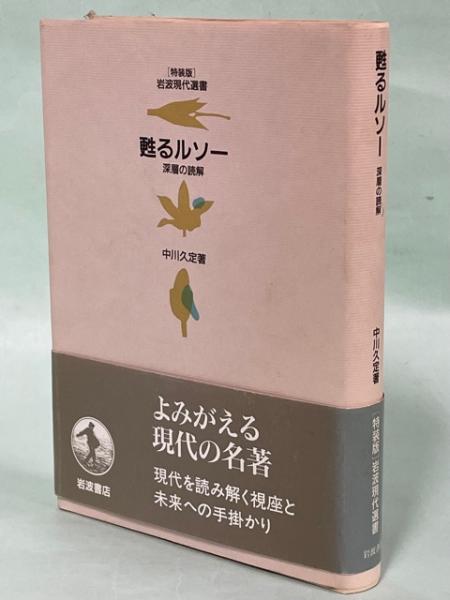 ［特装版］
岩波現代選書
甦るルソー
深層の読解
中川久定著
よみがえる
現代の名著
現代を読み解く視座と
未来への手掛かり
岩波書店
甦るルソー
深層の読解
中川久定著
［特装版］岩波現代選書
岩波